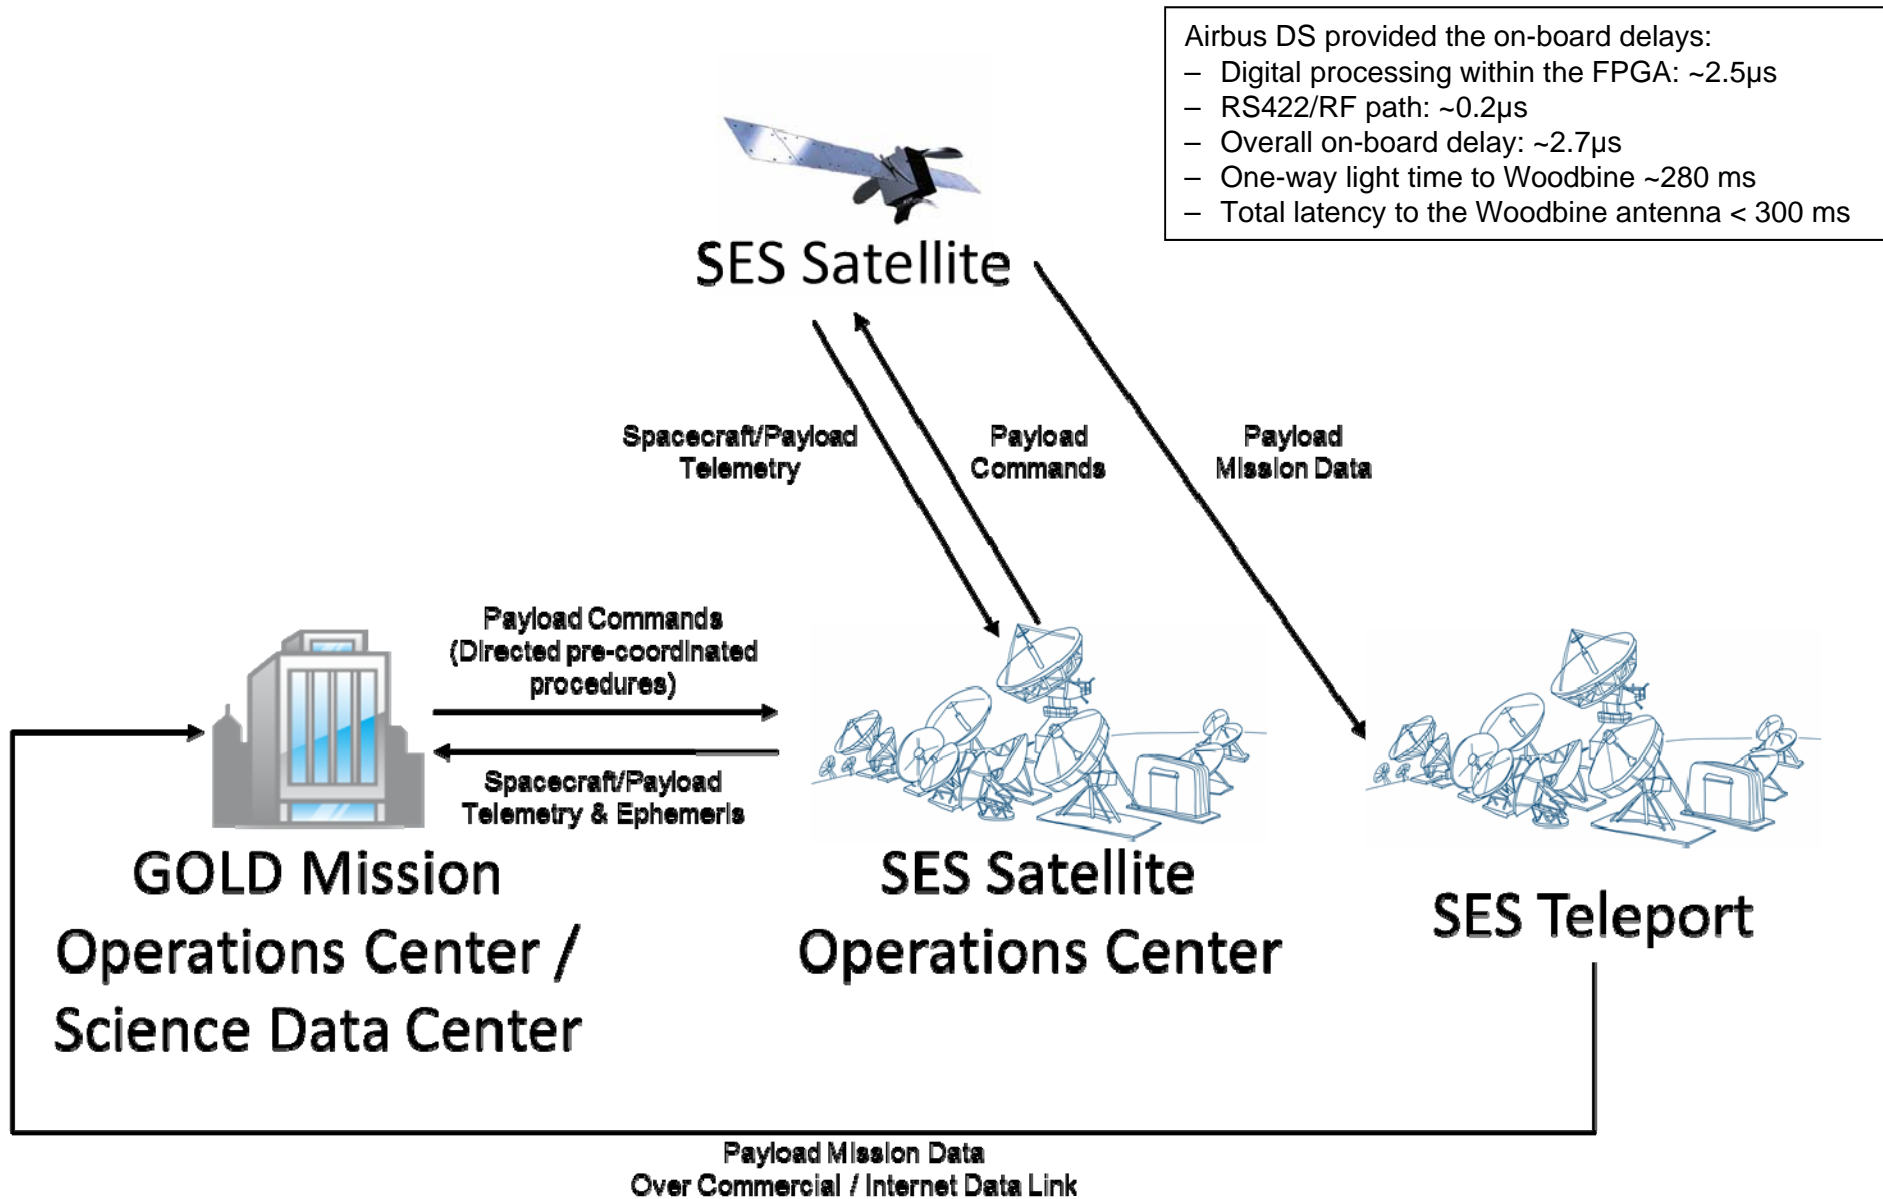 Airbus DS provided the on-board delays:
– Digital processing within the FPGA: ~2.5µs
– RS422/RF path: ~0.2µs
– Overall on-board delay: ~2.7µs
– One-way light time to Woodbine ~280 ms
– Total latency to the Woodbine antenna < 300 ms
SES Satellite
Spacecraft/Payload
Telemetry
Payload
Commands
Payload
Mission Data
Payload Commands
(Directed pre-coordinated
procedures)
Spacecraft/Payload
Telemetry & Ephemeris
GOLD Mission
Operations Center /
Science Data Center
SES Satellite
Operations Center
SES Teleport
Payload Mission Data
Over Commercial / Internet Data Link